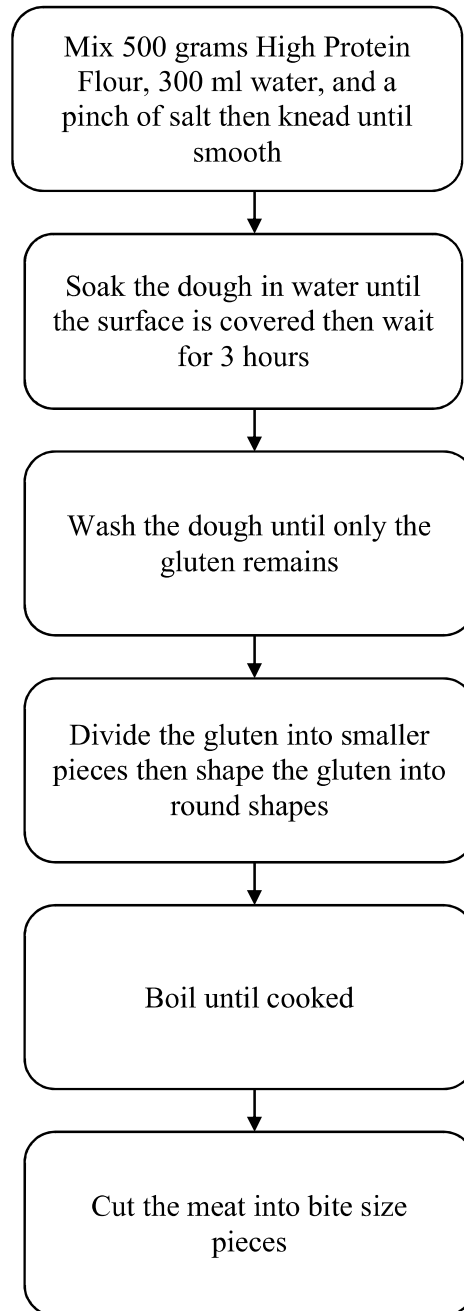 Mix 500 grams High Protein
Flour, 300 ml water, and a
pinch of salt then knead until
smooth
Soak the dough in water until
the surface is covered then wait
for 3 hours
Wash the dough until only the
gluten remains
Divide the gluten into smaller
pieces then shape the gluten into
round shapes
Boil until cooked
Cut the meat into bite size
pieces